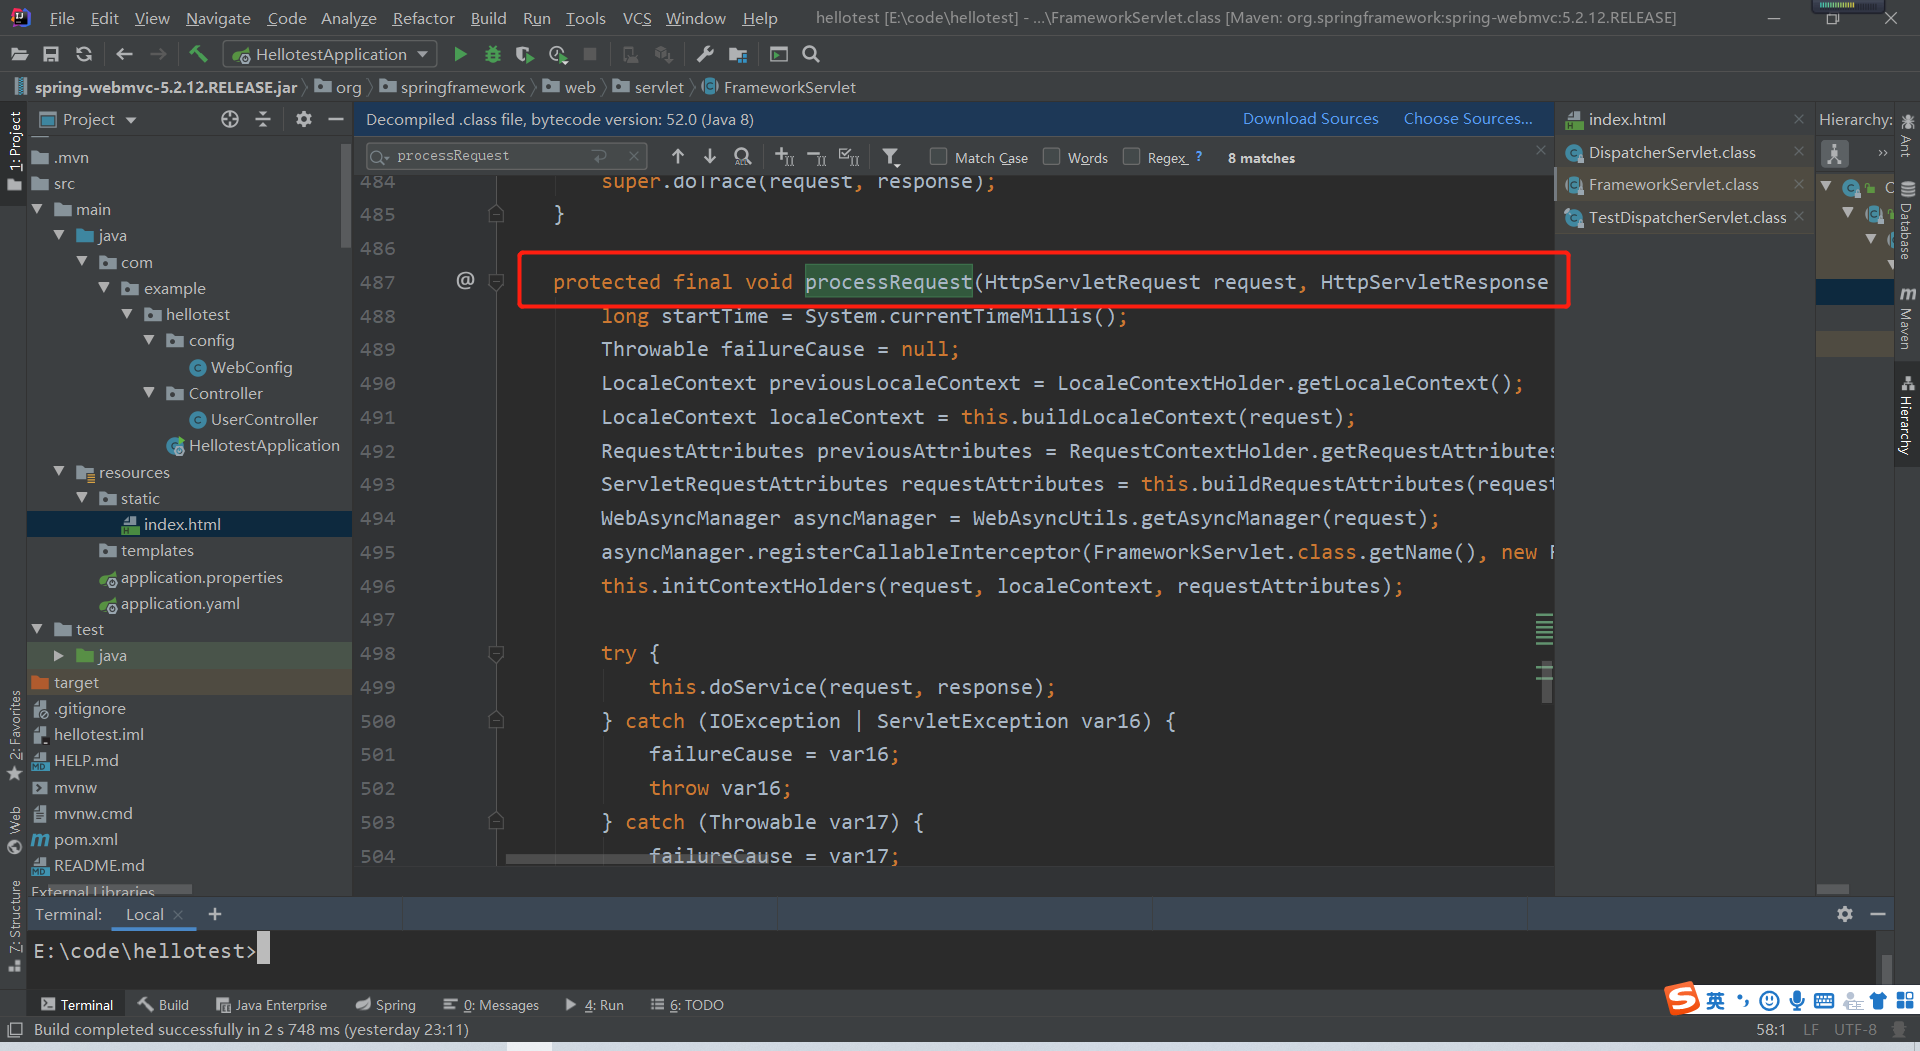 File Edit View Navigate Code Analyze Refactor Build Run Tools VCS Window Help hellotest [E:\code\hellotest] - ...\FrameworkServlet.class [Maven: org.springframework:spring-webmvc:5.2.12.RELEASE]
HellotestApplication
spring-webmvc-5.2.12.RELEASE.jar org springframework web servlet FrameworkServlet
1: Project
2: Favorites
Web
7: Structure
Project
.mvn
src
main
java
com
example
hellotest
config
WebConfig
Controller
UserController
HellotestApplication
resources
static
index.html
templates
application.properties
application.yaml
test
java
target
.gitignore
hellotest.iml
HELP.md
mvnw
mvnw.cmd
pom.xml
README.md
External Libraries
Decompiled .class file, bytecode version: 52.0 (Java 8) Download Sources Choose Sources...
processRequest Match Case Words Regex ? 8 matches
484 super.doTrace(request, response);
485 }
486
487 @ protected final void processRequest(HttpServletRequest request, HttpServletResponse
488 long startTime = System.currentTimeMillis();
489 Throwable failureCause = null;
490 LocaleContext previousLocaleContext = LocaleContextHolder.getLocaleContext();
491 LocaleContext localeContext = this.buildLocaleContext(request);
492 RequestAttributes previousAttributes = RequestContextHolder.getRequestAttributes
493 ServletRequestAttributes requestAttributes = this.buildRequestAttributes(request
494 WebAsyncManager asyncManager = WebAsyncUtils.getAsyncManager(request);
495 asyncManager.registerCallableInterceptor(FrameworkServlet.class.getName(), new
496 this.initContextHolders(request, localeContext, requestAttributes);
497
498 try {
499 this.doService(request, response);
500 } catch (IOException | ServletException var16) {
501 failureCause = var16;
502 throw var16;
503 } catch (Throwable var17) {
504 failureCause = var17;
index.html
DispatcherServlet.class
FrameworkServlet.class
TestDispatcherServlet.class
Hierarchy:
Ant
Database
Maven
Hierarchy
Terminal: Local +
E:\code\hellotest>
Terminal Build Java Enterprise Spring 0: Messages 4: Run 6: TODO
英
Build completed successfully in 2 s 748 ms (yesterday 23:11) 58:1 LF UTF-8